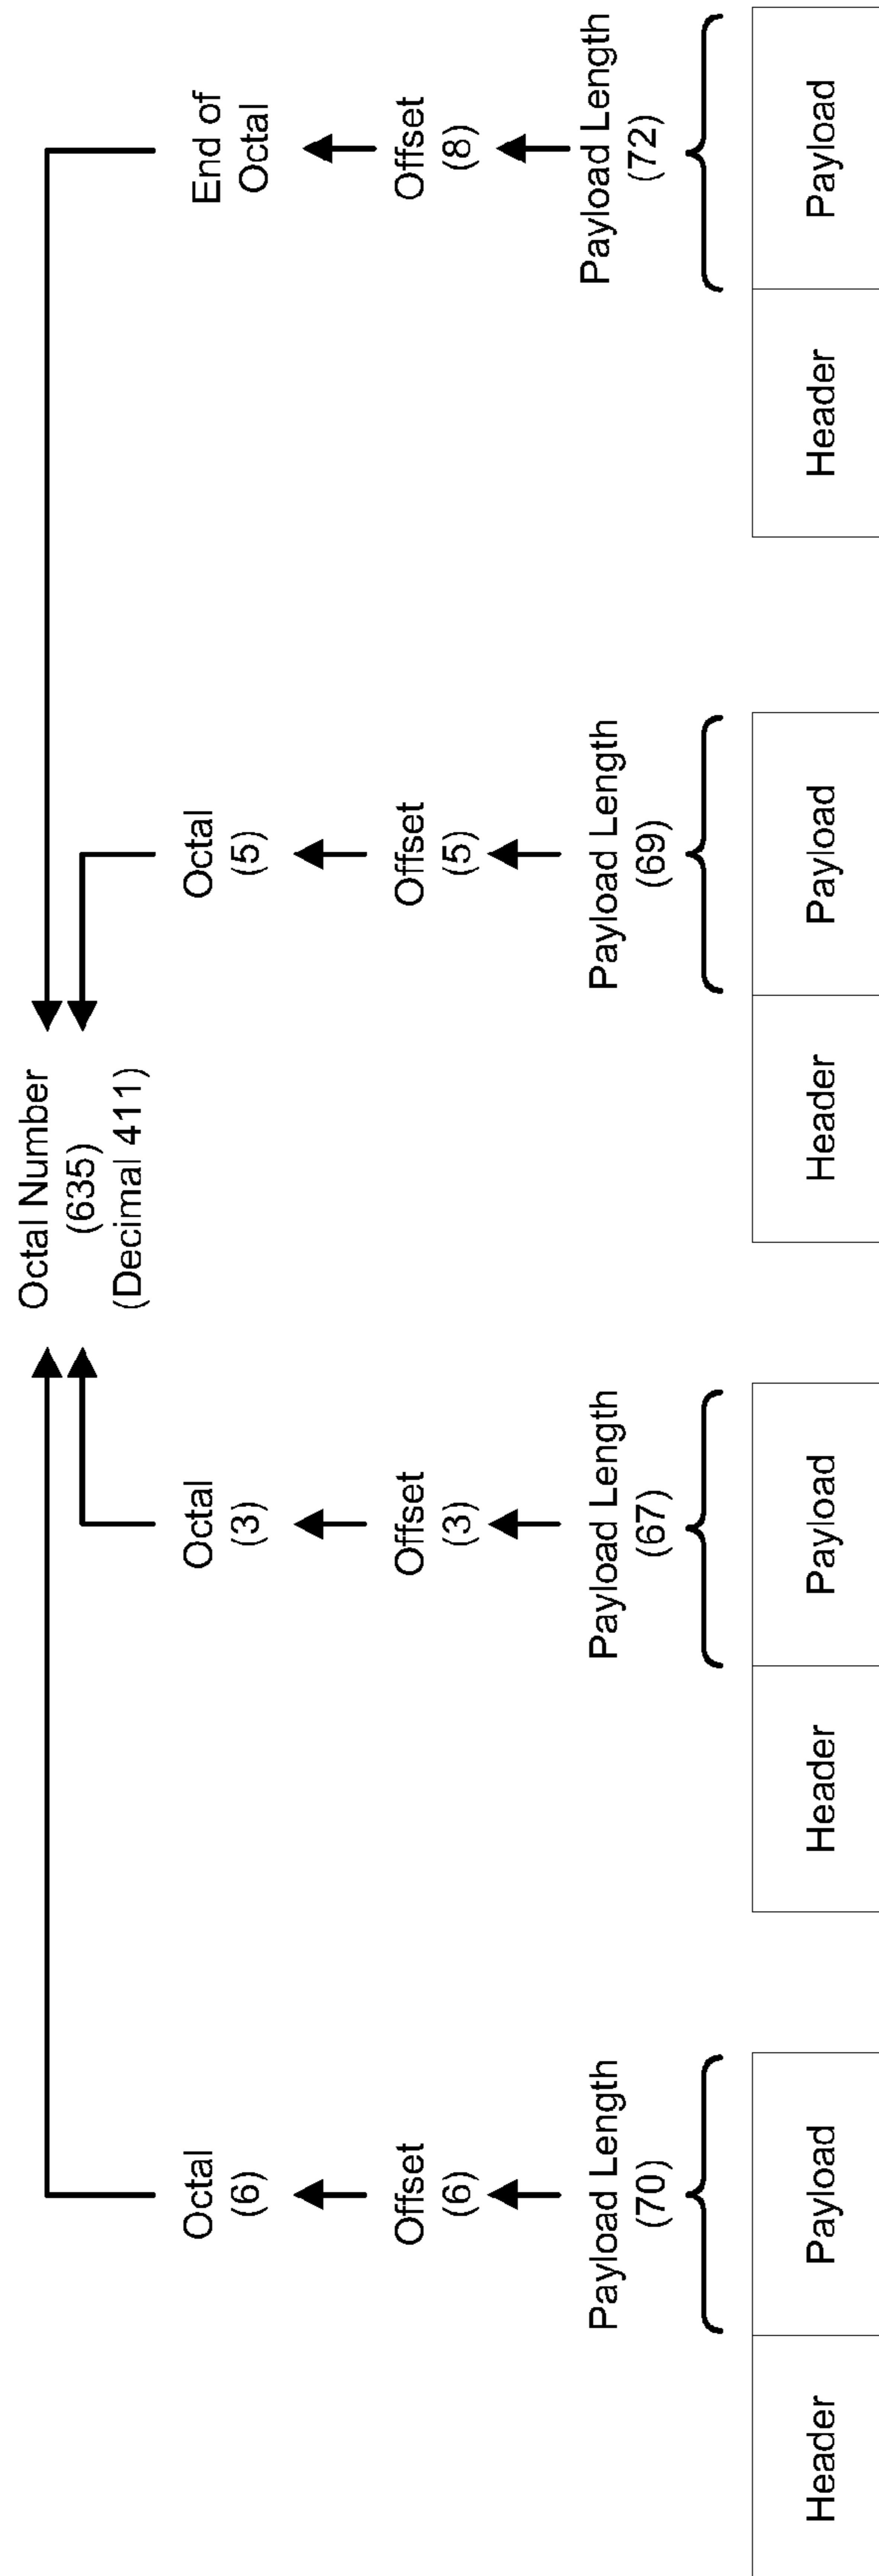 Octal Number
(635)
(Decimal 411)
Octal
(6)
Octal
(3)
Octal
(5)
End of
Octal
Offset
(6)
Offset
(3)
Offset
(5)
Offset
(8)
Payload Length
(70)
Payload Length
(67)
Payload Length
(69)
Payload Length
(72)
Header
Payload
Header
Payload
Header
Payload
Header
Payload